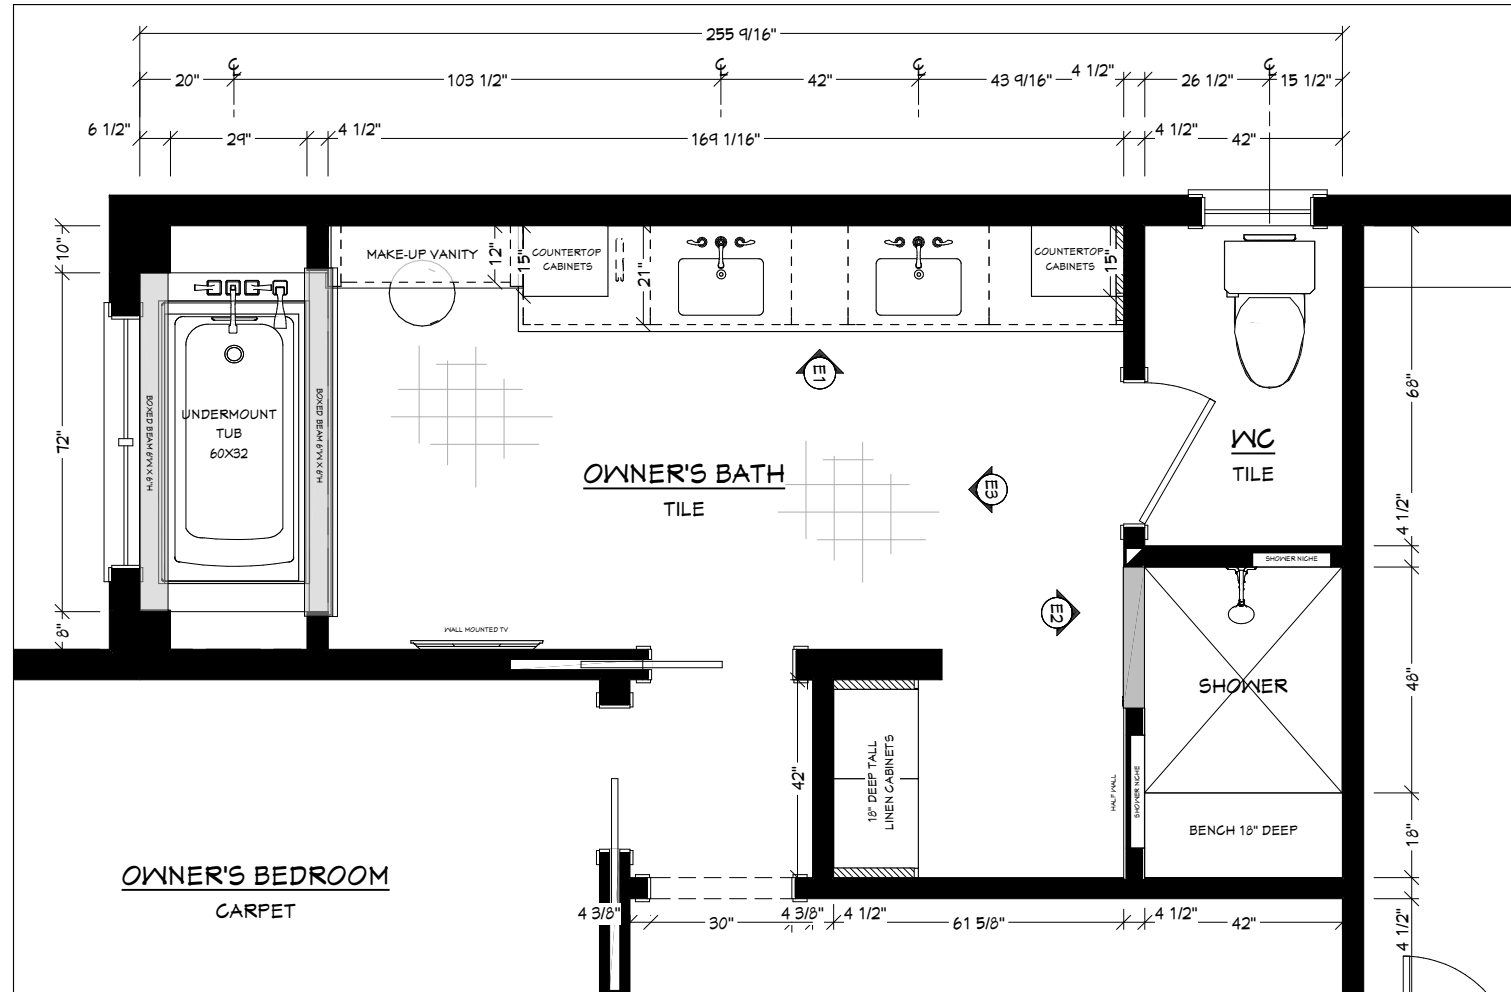 255 9/16"
20"
℄
103 1/2"
℄
42"
℄
43 9/16"
4 1/2"
26 1/2"
℄
15 1/2"
6 1/2"
29"
4 1/2"
169 1/16"
4 1/2"
42"
10"
72"
8"
MAKE-UP VANITY
12"
15"
COUNTERTOP
CABINETS
21"
COUNTERTOP
CABINETS
15"
BOXED BEAM 6"W X 6"H
UNDERMOUNT
TUB
60X32
BOXED BEAM 6"W X 6"H
E1
OWNER'S BATH
TILE
E3
E2
WC
TILE
68"
4 1/2"
SHOWER NICHE
SHOWER
48"
WALL MOUNTED TV
42"
18" DEEP TALL
LINEN CABINETS
HALF WALL
SHOWER NICHE
BENCH 18" DEEP
18"
OWNER'S BEDROOM
CARPET
4 3/8"
30"
4 3/8"
4 1/2"
61 5/8"
4 1/2"
42"
4 1/2"